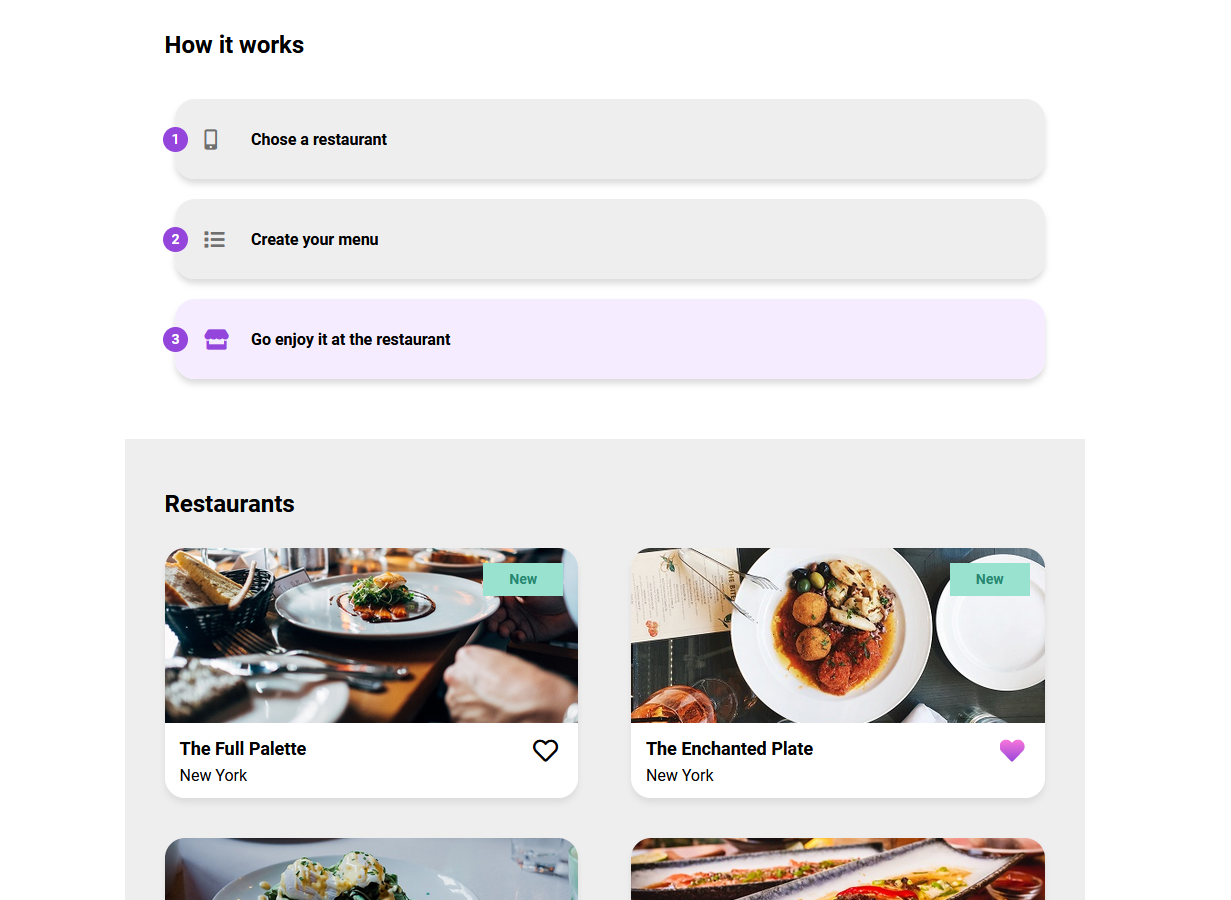 How it works
1 Chose a restaurant
2 Create your menu
3 Go enjoy it at the restaurant
Restaurants
New
New
The Full Palette
New York
The Enchanted Plate
New York